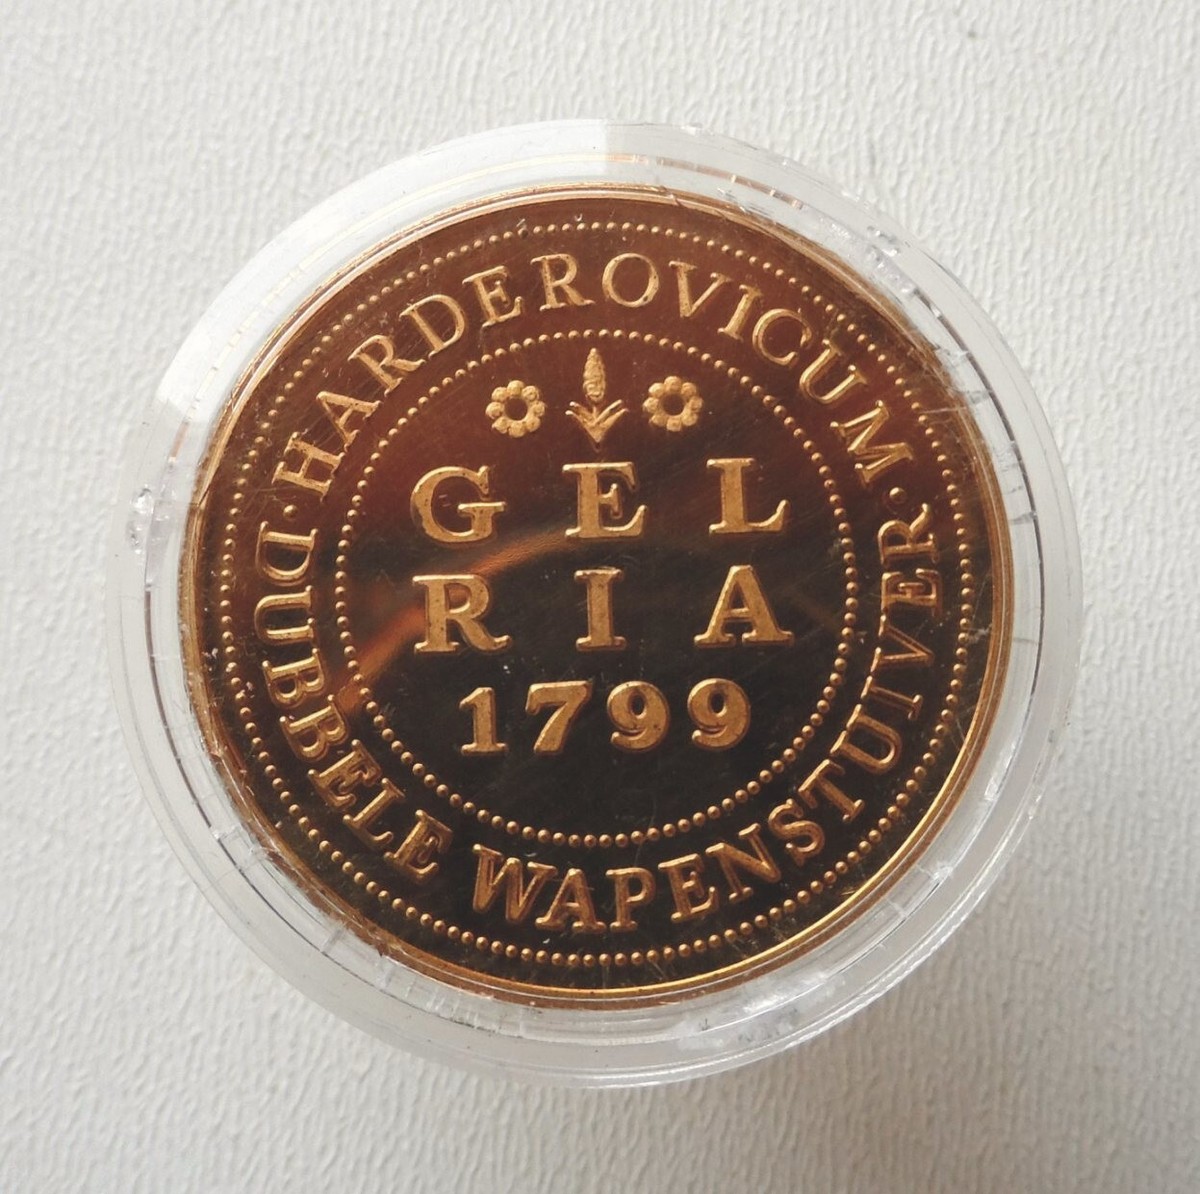 ·HARDEROVICUM·
DUBBELE WAPENSTUIVER
GEL
RIA
1799